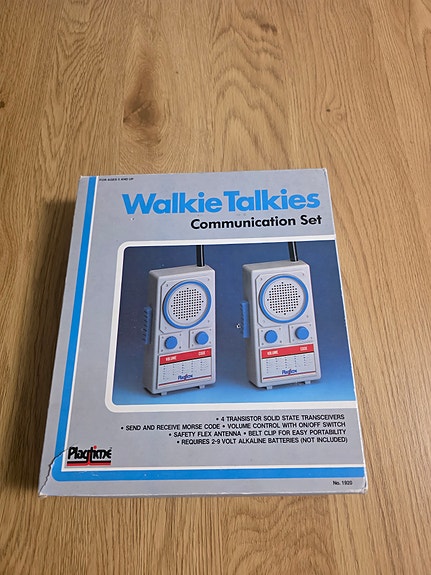 FOR AGES 5 AND UP
Walkie Talkies
Communication Set
VOLUME CODE
Playtime
VOLUME CODE
Playtime
• 4 TRANSISTOR SOLID STATE TRANSCEIVERS
• SEND AND RECEIVE MORSE CODE • VOLUME CONTROL WITH ON/OFF SWITCH
• SAFETY FLEX ANTENNA • BELT CLIP FOR EASY PORTABILITY
• REQUIRES 2-9 VOLT ALKALINE BATTERIES (NOT INCLUDED)
Playtime
No. 1920